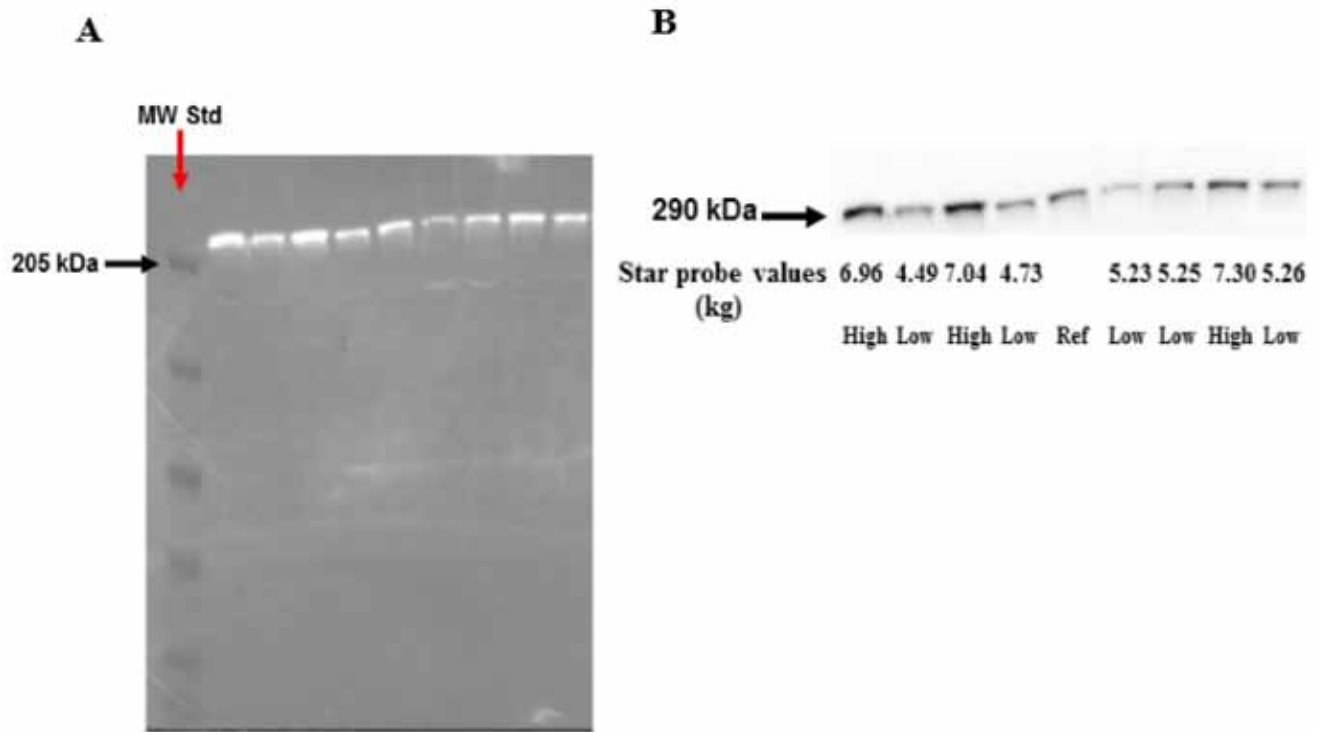 A
B
MW Std
205 kDa
290 kDa
Star probe values 6.96 4.49 7.04 4.73 5.23 5.25 7.30 5.26
(kg)
High Low High Low Ref Low Low High Low